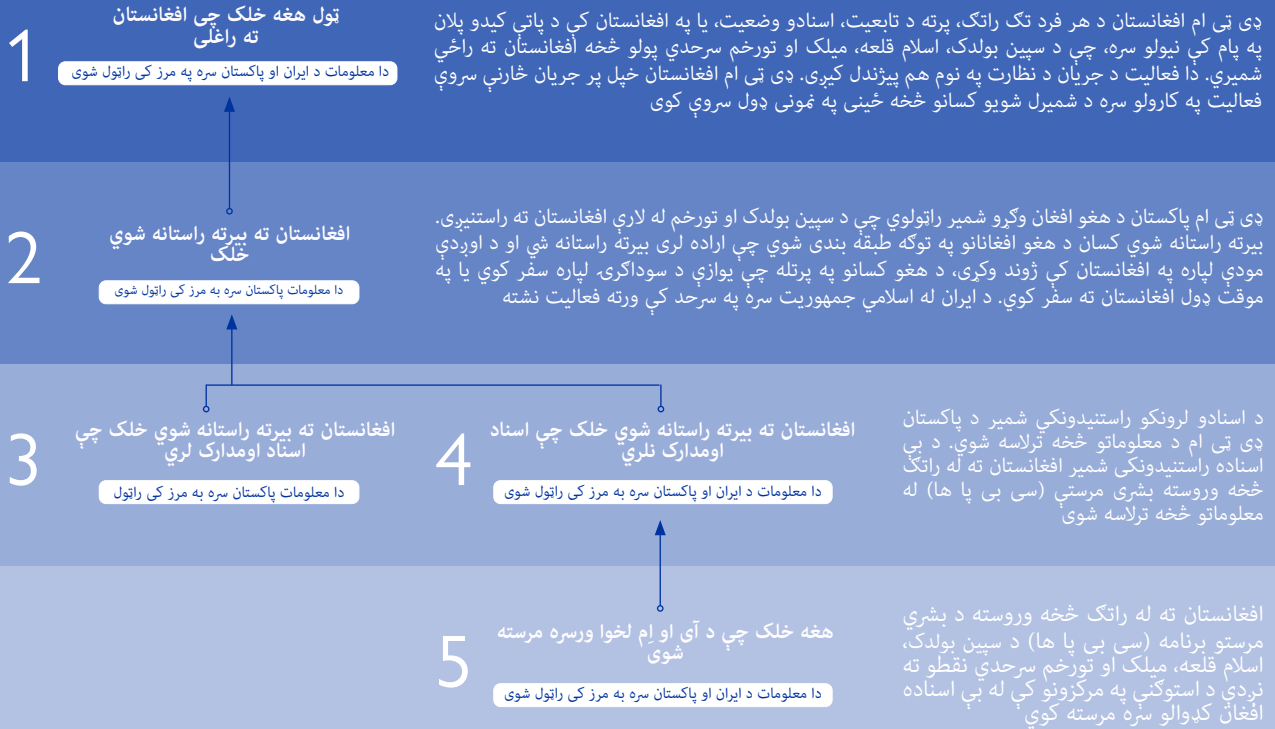 1
ټول هغه خلک چې افغانستان
ته راغلی
دا معلومات د ایران او پاکستان سره په مرز کی راټول شوی
ډی ټی ام افغانستان د هر فرد تګ راتګ، پرته د تابعیت، اسنادو وضعیت، یا په افغانستان کې د پاتې کیدو پلان
په پام کې نیولو سره، چې د سپین بولدک، اسلام قلعه، میلک او تورخم سرحدي پولو څخه افغانستان ته راځي
شمیري. دا فعالیت د جریان د نظارت په نوم هم پیژندل کیږی. ډی ټی ام افغانستان خپل پر جریان څارنې سروې
فعالیت په کارولو سره د شمیرل شویو کسانو څخه ځینی په نمونی ډول سروې کوی
2
افغانستان ته بیرته راستانه شوي
خلک
دا معلومات پاکستان سره به مرز کی راټول شوی
ډی ټی ام پاکستان د هغو افغان وګړو شمیر راټولوي چې د سپین بولدک او تورخم له لارې افغانستان ته راستنیږی.
بیرته راستانه شوي کسان د هغو افغانانو په توګه طبقه بندی شوي چې اراده لری بیرته راستانه شي او د اوږدې
مودې لپاره په افغانستان کې ژوند وکړی، د هغو کسانو په پرتله چې یوازې د سوداګرۍ لپاره سفر کوي یا په
موقت ډول افغانستان ته سفر کوي. د ایران له اسلامي جمهوریت سره په سرحد کې ورته فعالیت نشته
3
افغانستان ته بیرته راستانه شوي خلک چې
اسناد اومدارک لري
دا معلومات پاکستان سره به مرز کی راټول
4
افغانستان ته بیرته راستانه شوي خلک چې اسناد
اومدارک نلري
دا معلومات د ایران او پاکستان سره به مرز کی راټول شوی
د اسنادو لرونکو راستنیدونکي شمیر د پاکستان
ډی ټی ام د معلوماتو څخه ترلاسه شوي. د بې
اسناده راستنیدونکی شمیر افغانستان ته له راتګ
څخه وروسته بشری مرستې (سی بی پا ها) له
معلوماتو څخه ترلاسه شوی
5
هغه خلک چې د آی او اِم لخوا ورسره مرسته
شوی
دا معلومات د ایران او پاکستان سره به مرز کی راټول شوی
افغانستان ته له راتګ څخه وروسته د بشري
مرستو برنامه (سی بی پا ها) د سپین بولدک،
اسلام قلعه، میلک او تورخم سرحدي نقطو ته
نږدې د استوګنې په مرکزونو کې له بې اسناده
افغان کډوالو سره مرسته کوي